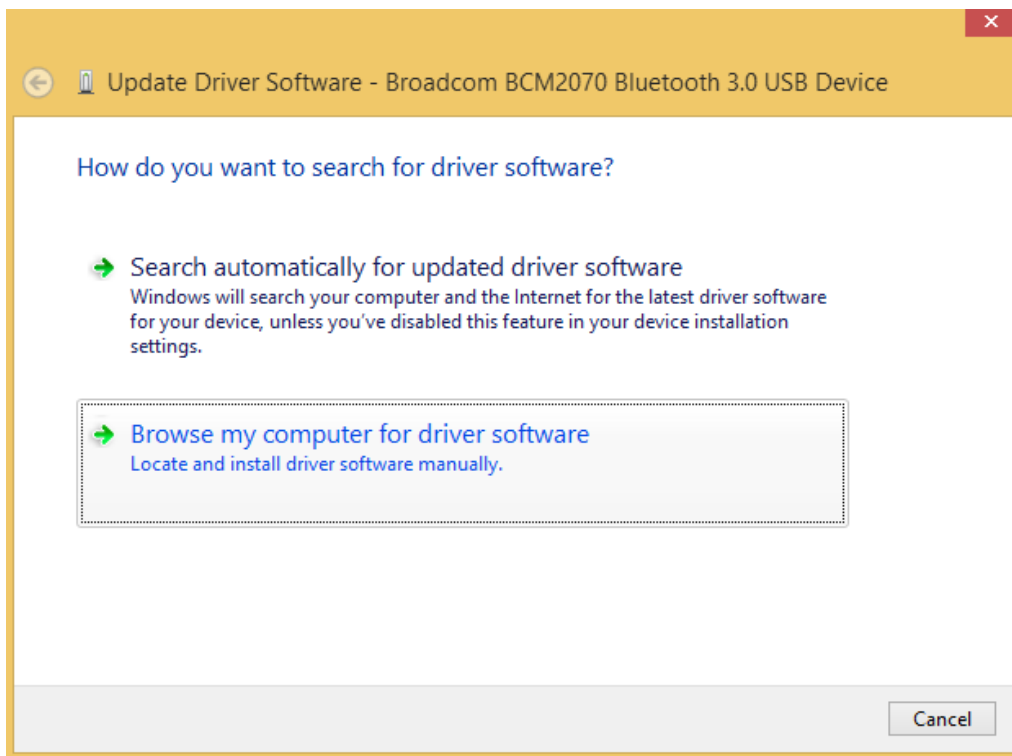 Update Driver Software - Broadcom BCM2070 Bluetooth 3.0 USB Device
How do you want to search for driver software?
Search automatically for updated driver software
Windows will search your computer and the Internet for the latest driver software
for your device, unless you've disabled this feature in your device installation
settings.
Browse my computer for driver software
Locate and install driver software manually.
Cancel